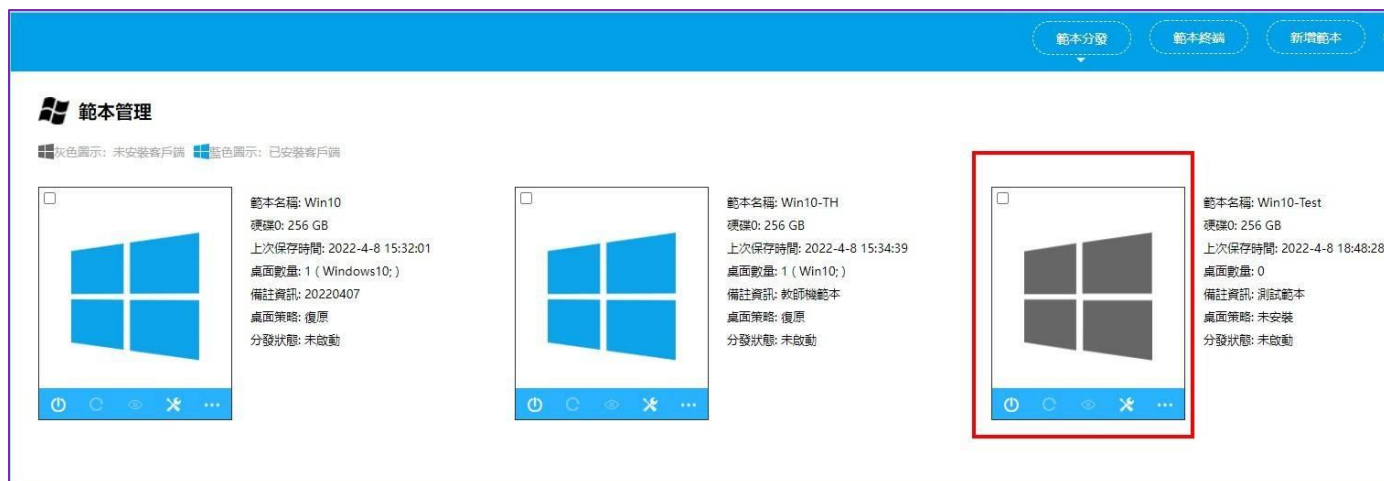 範本分發 範本終端 新增範本
範本管理
灰色圖示: 未安裝客戶端 藍色圖示: 已安裝客戶端
範本名稱: Win10
硬碟0: 256 GB
上次保存時間: 2022-4-8 15:32:01
桌面數量: 1 ( Windows10; )
備註資訊: 20220407
桌面策略: 復原
分發狀態: 未啟動
範本名稱: Win10-TH
硬碟0: 256 GB
上次保存時間: 2022-4-8 15:34:39
桌面數量: 1 ( Win10; )
備註資訊: 教師機範本
桌面策略: 復原
分發狀態: 未啟動
範本名稱: Win10-Test
硬碟0: 256 GB
上次保存時間: 2022-4-8 18:48:28
桌面數量: 0
備註資訊: 測試範本
桌面策略: 未安裝
分發狀態: 未啟動